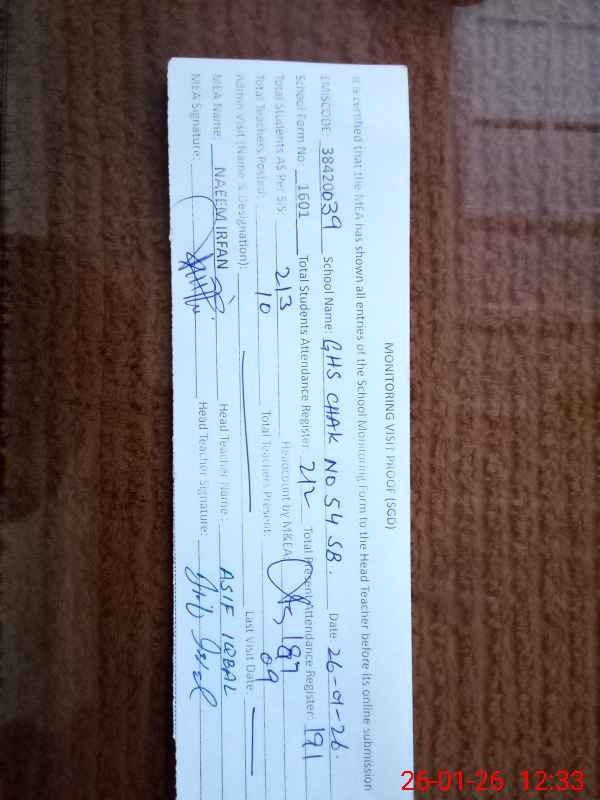 MONITORING VISIT PROOF (SGD)
It is certified that the MEA has shown all entries of the School Monitoring Form to the Head Teacher before its online submission
EMISCODE: 38420039 School Name: GHS CHAK NO 54 SB. Date: 26-01-26.
School Form No: 1601 Total Students Attendance Register: 212 Total Present Attendance Register: 191
Total Students AS Per SIS: 213 Headcount by M&EA: 187
Total Teachers Posted: 10 Total Teachers Present: 09
Admin Visit (Name & Designation): Last Visit Date:
MEA Name: NAEEM IRFAN Head Teacher Name: ASIF IQBAL
MEA Signature: Head Teacher Signature:
26-01-26 12:33